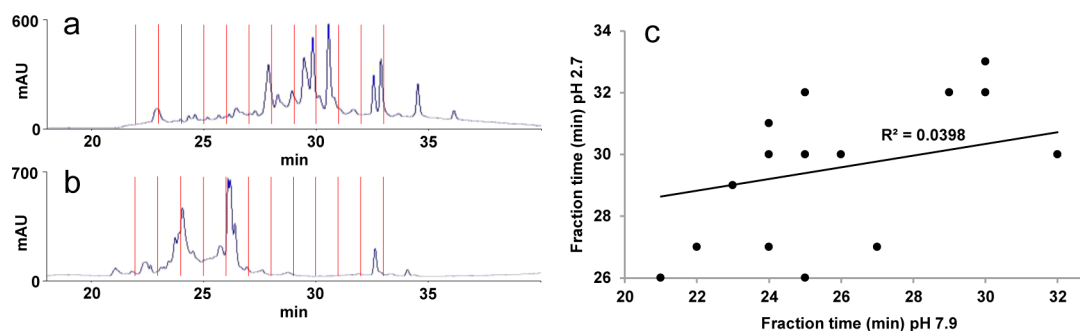 a
600
mAU
0
20 25 30 35
min
b
700
mAU
0
20 25 30 35
min
c
34
32
30
28
26
Fraction time (min) pH 2.7
R² = 0.0398
20 22 24 26 28 30 32
Fraction time (min) pH 7.9